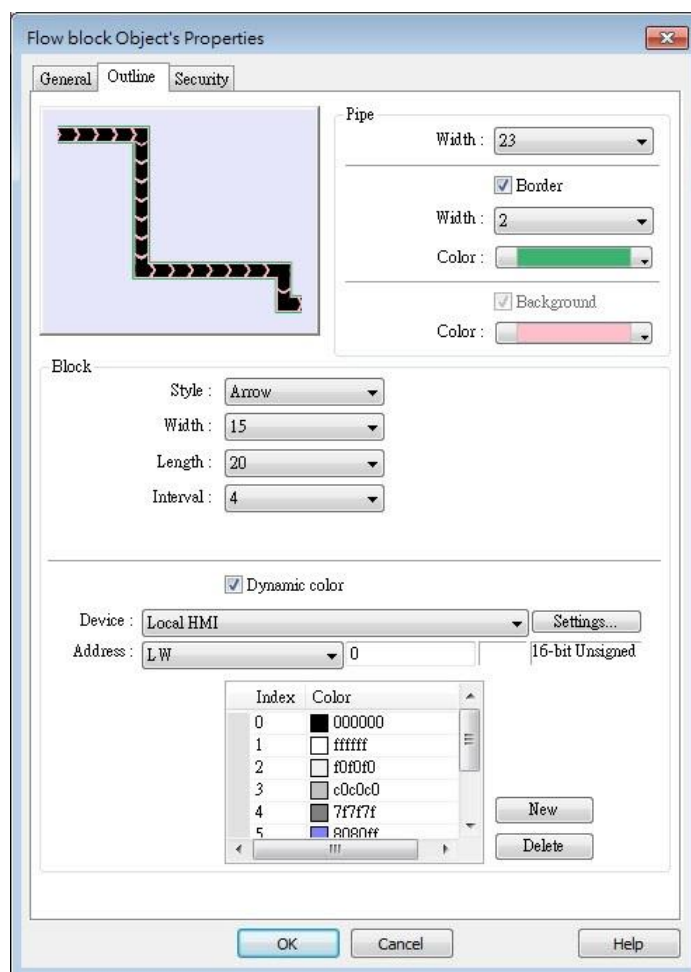 Flow block Object's Properties
General Outline Security
Pipe
Width : 23
Border
Width : 2
Color :
Background
Color :
Block
Style : Arrow
Width : 15
Length : 20
Interval : 4
Dynamic color
Device : Local HMI Settings...
Address : LW 0 16-bit Unsigned
Index Color
0 000000
1 ffffff
2 f0f0f0
3 c0c0c0
4 7f7f7f
5 8080ff
New
Delete
OK Cancel Help